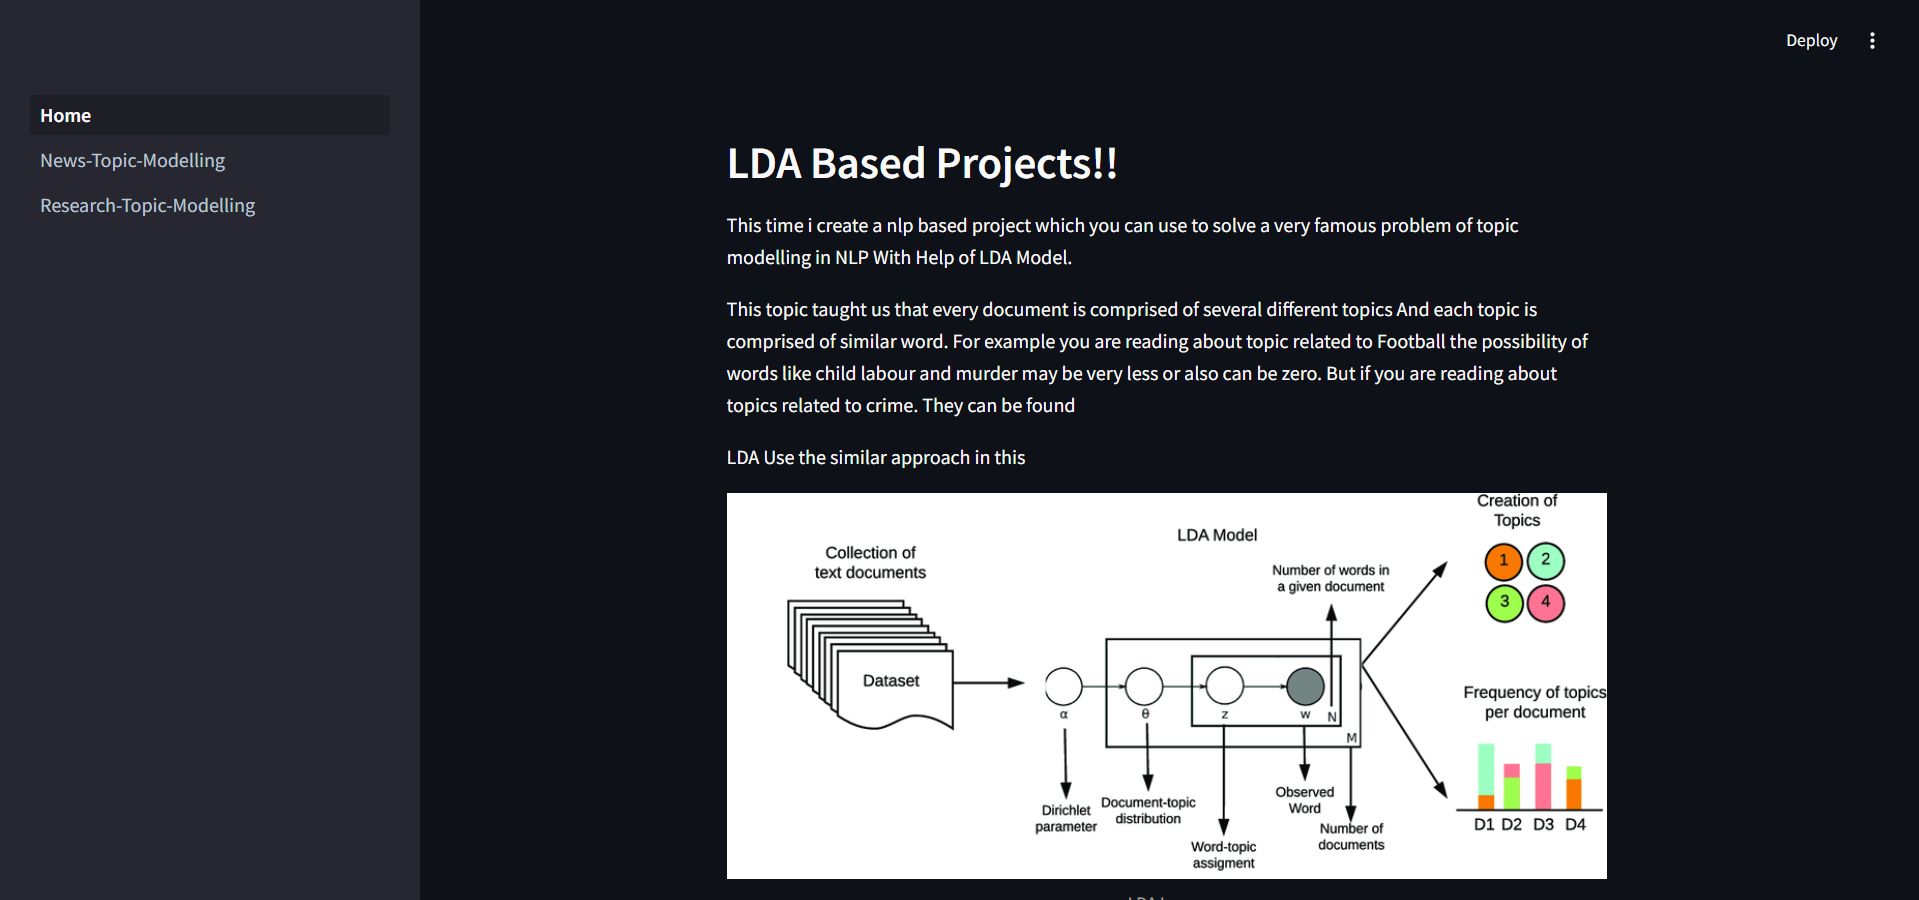 Deploy
Home
News-Topic-Modelling
Research-Topic-Modelling
LDA Based Projects!!
This time i create a nlp based project which you can use to solve a very famous problem of topic
modelling in NLP With Help of LDA Model.
This topic taught us that every document is comprised of several different topics And each topic is
comprised of similar word. For example you are reading about topic related to Football the possibility of
words like child labour and murder may be very less or also can be zero. But if you are reading about
topics related to crime. They can be found
LDA Use the similar approach in this
Collection of
text documents
Dataset
LDA Model
Number of words in
a given document
α
θ
z
w
N
M
Dirichlet
parameter
Document-topic
distribution
Word-topic
assigment
Observed
Word
Number of
documents
Creation of
Topics
1
2
3
4
Frequency of topics
per document
D1 D2 D3 D4